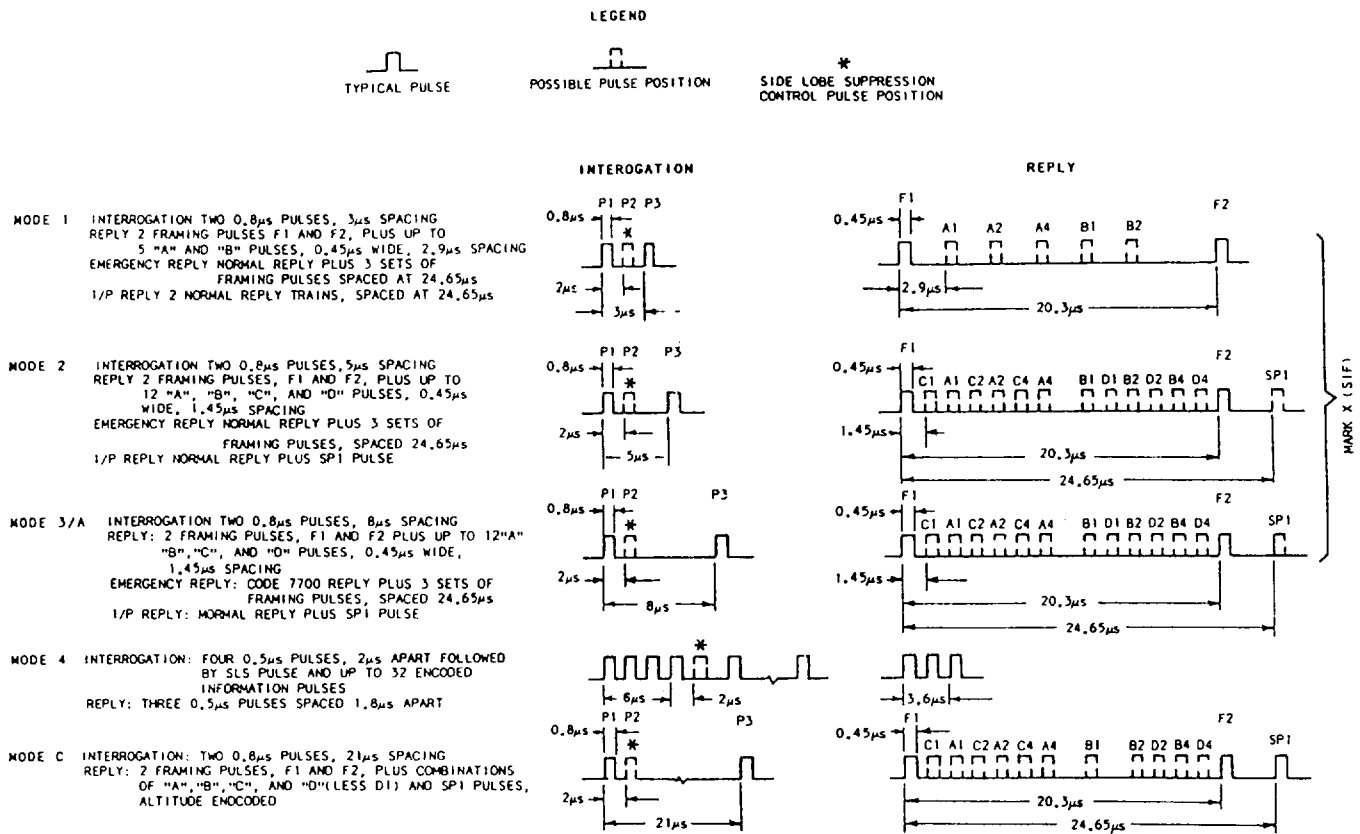 LEGEND
TYPICAL PULSE
POSSIBLE PULSE POSITION
*
SIDE LOBE SUPPRESSION
CONTROL PULSE POSITION
INTEROGATION
REPLY
MODE 1 INTERROGATION TWO 0.8µs PULSES, 3µs SPACING
REPLY 2 FRAMING PULSES F1 AND F2, PLUS UP TO
5 "A" AND "B" PULSES, 0.45µs WIDE, 2.9µs SPACING
EMERGENCY REPLY NORMAL REPLY PLUS 3 SETS OF
FRAMING PULSES SPACED AT 24.65µs
I/P REPLY 2 NORMAL REPLY TRAINS, SPACED AT 24.65µs
P1 P2 P3
0.8µs
*
2µs
3µs
F1
F2
0.45µs
A1 A2 A4 B1 B2
2.9µs
20.3µs
MODE 2 INTERROGATION TWO 0.8µs PULSES,5µs SPACING
REPLY 2 FRAMING PULSES, F1 AND F2, PLUS UP TO
12 "A", "B", "C", AND "D" PULSES, 0.45µs
WIDE, 1.45µs SPACING
EMERGENCY REPLY NORMAL REPLY PLUS 3 SETS OF
FRAMING PULSES, SPACED 24.65µs
I/P REPLY NORMAL REPLY PLUS SP1 PULSE
P1 P2 P3
0.8µs
*
2µs
5µs
F1
F2
0.45µs
C1 A1 C2 A2 C4 A4 B1 D1 B2 D2 B4 D4 SP1
1.45µs
20.3µs
24.65µs
MARK X (SIF)
MODE 3/A INTERROGATION TWO 0.8µs PULSES, 8µs SPACING
REPLY: 2 FRAMING PULSES, F1 AND F2 PLUS UP TO 12"A"
"B","C", AND "D" PULSES, 0.45µs WIDE,
1.45µs SPACING
EMERGENCY REPLY: CODE 7700 REPLY PLUS 3 SETS OF
FRAMING PULSES, SPACED 24.65µs
I/P REPLY: NORMAL REPLY PLUS SP1 PULSE
P1 P2 P3
0.8µs
*
2µs
8µs
F1
F2
0.45µs
C1 A1 C2 A2 C4 A4 B1 D1 B2 D2 B4 D4 SP1
1.45µs
20.3µs
24.65µs
MODE 4 INTERROGATION: FOUR 0.5µs PULSES, 2µs APART FOLLOWED
BY SLS PULSE AND UP TO 32 ENCODED
INFORMATION PULSES
REPLY: THREE 0.5µs PULSES SPACED 1.8µs APART
*
6µs 2µs
3.6µs
MODE C INTERROGATION: TWO 0.8µs PULSES, 21µs SPACING
REPLY: 2 FRAMING PULSES, F1 AND F2, PLUS COMBINATIONS
OF "A","B","C", AND "D"(LESS D1) AND SP1 PULSES,
ALTITUDE ENDCODED
P1 P2 P3
0.8µs
*
2µs
21µs
F1
F2
0.45µs
C1 A1 C2 A2 C4 A4 B1 B2 D2 B4 D4 SP1
20.3µs
24.65µs